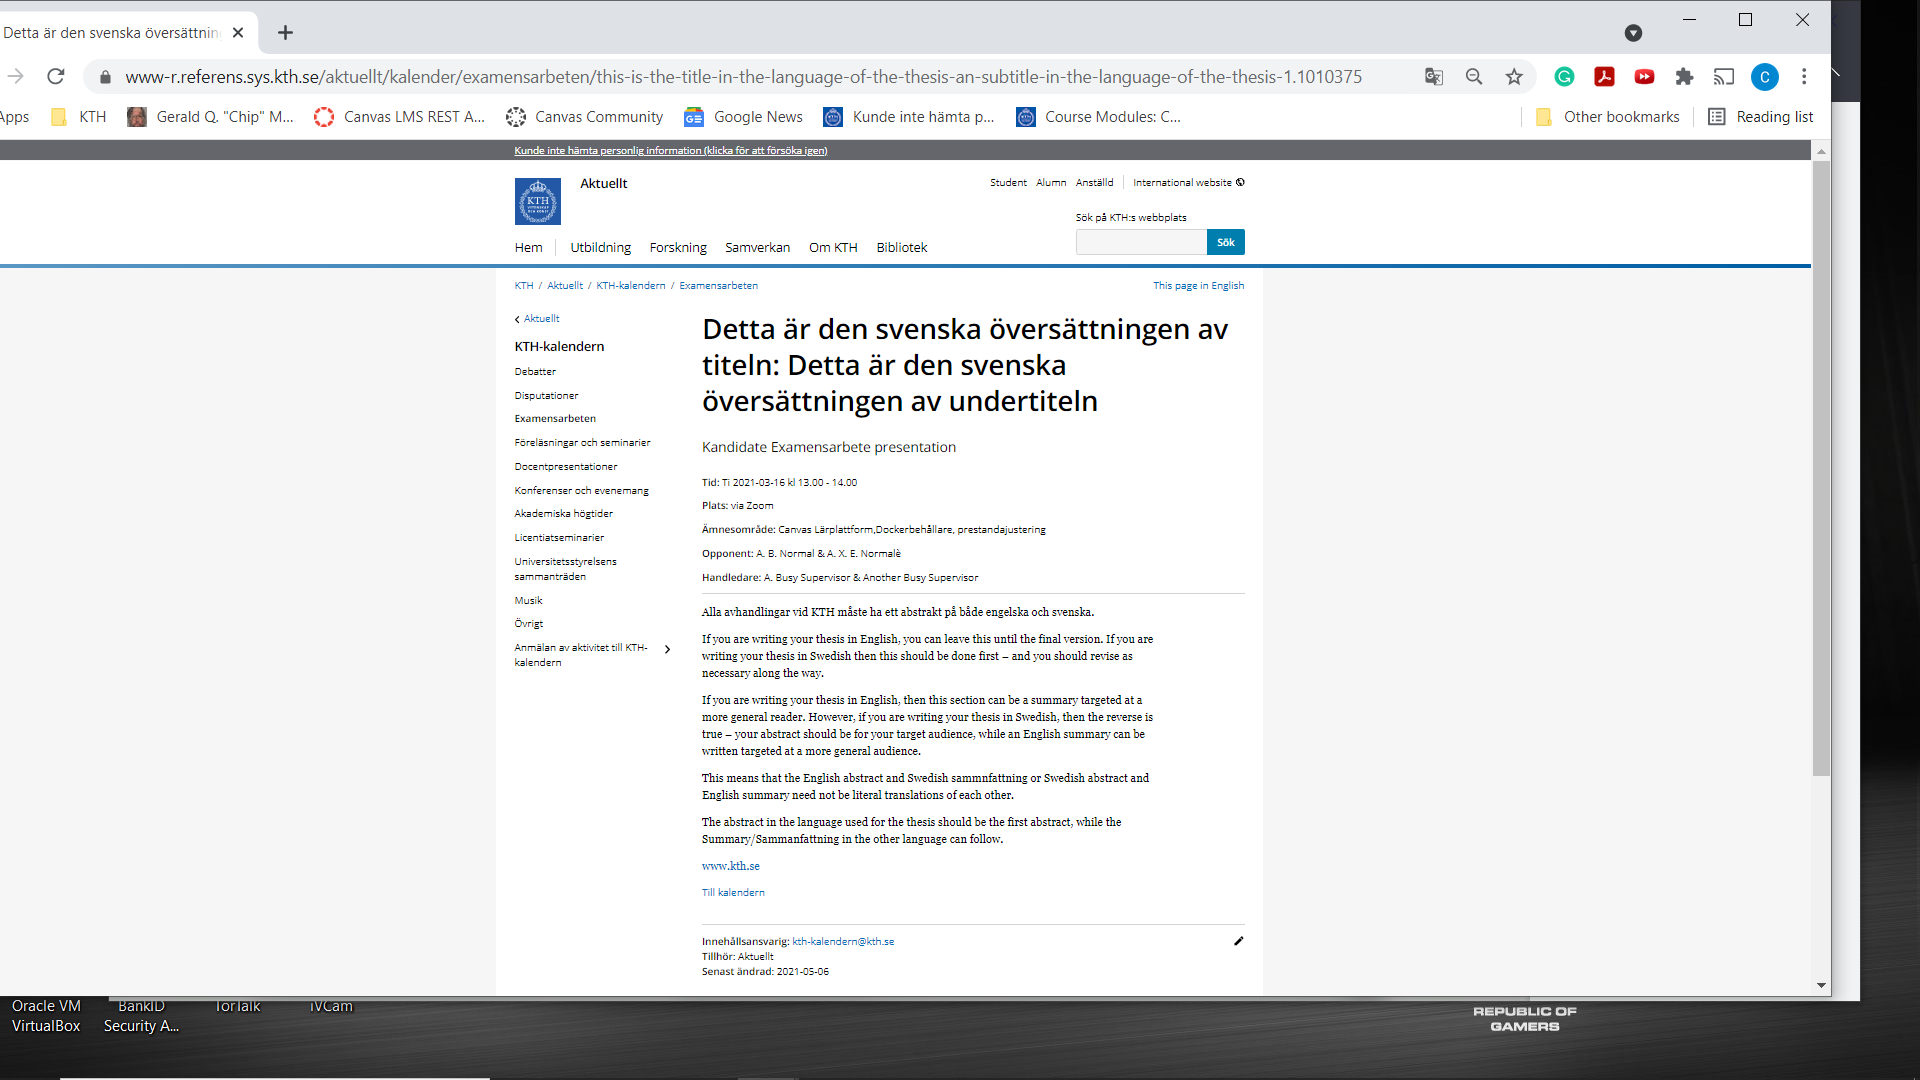 Detta är den svenska översättnin
www-r.referens.sys.kth.se/aktuellt/kalender/examensarbeten/this-is-the-title-in-the-language-of-the-thesis-an-subtitle-in-the-language-of-the-thesis-1.1010375
C
Apps KTH Gerald Q. "Chip" M... Canvas LMS REST A... Canvas Community Google News Kunde inte hämta p... Course Modules: C... Other bookmarks Reading list
Kunde inte hämta personlig information (klicka för att försöka igen)
KTH
VETENSKAP
OCH KONST
Aktuellt
Student Alumn Anställd International website
Sök på KTH:s webbplats
Sök
Hem Utbildning Forskning Samverkan Om KTH Bibliotek
KTH / Aktuellt / KTH-kalendern / Examensarbeten
This page in English
Aktuellt
KTH-kalendern
Debatter
Disputationer
Examensarbeten
Föreläsningar och seminarier
Docentpresentationer
Konferenser och evenemang
Akademiska högtider
Licentiatseminarier
Universitetsstyrelsens
sammanträden
Musik
Övrigt
Anmälan av aktivitet till KTH-
kalendern
Detta är den svenska översättningen av
titeln: Detta är den svenska
översättningen av undertiteln
Kandidate Examensarbete presentation
Tid: Ti 2021-03-16 kl 13.00 - 14.00
Plats: via Zoom
Ämnesområde: Canvas Lärplattform,Dockerbehållare, prestandajustering
Opponent: A. B. Normal & A. X. E. Normalè
Handledare: A. Busy Supervisor & Another Busy Supervisor
Alla avhandlingar vid KTH måste ha ett abstrakt på både engelska och svenska.
If you are writing your thesis in English, you can leave this until the final version. If you are
writing your thesis in Swedish then this should be done first – and you should revise as
necessary along the way.
If you are writing your thesis in English, then this section can be a summary targeted at a
more general reader. However, if you are writing your thesis in Swedish, then the reverse is
true – your abstract should be for your target audience, while an English summary can be
written targeted at a more general audience.
This means that the English abstract and Swedish sammnfattning or Swedish abstract and
English summary need not be literal translations of each other.
The abstract in the language used for the thesis should be the first abstract, while the
Summary/Sammanfattning in the other language can follow.
www.kth.se
Till kalendern
Innehållsansvarig: kth-kalendern@kth.se
Tillhör: Aktuellt
Senast ändrad: 2021-05-06
Oracle VM
VirtualBox
BankID
Security A...
TorTalk
iVCam
REPUBLIC OF
GAMERS